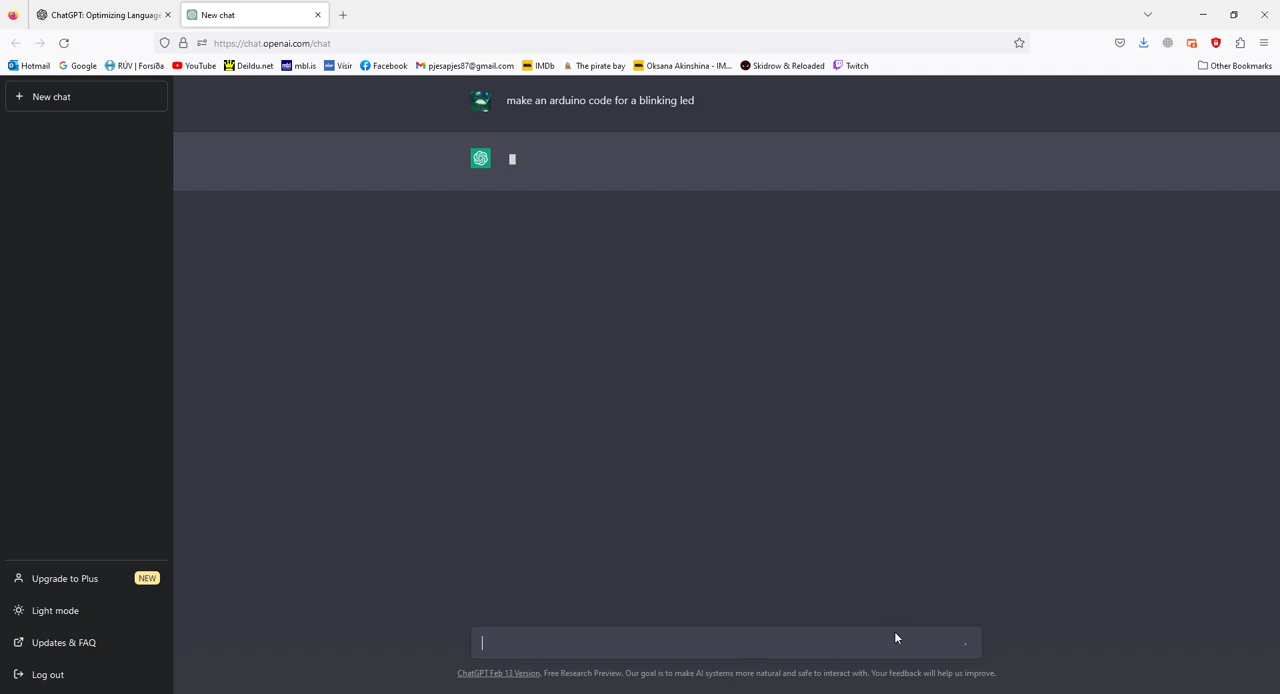 ChatGPT: Optimizing Language
New chat
https://chat.openai.com/chat
Hotmail Google RÚV | Forsíða YouTube Deildu.net mbl.is Vísir Facebook pjesapjes87@gmail.com IMDb The pirate bay Oksana Akinshina - IM... Skidrow & Reloaded Twitch Other Bookmarks
+ New chat
make an arduino code for a blinking led
Upgrade to Plus NEW
Light mode
Updates & FAQ
Log out
ChatGPT Feb 13 Version. Free Research Preview. Our goal is to make AI systems more natural and safe to interact with. Your feedback will help us improve.